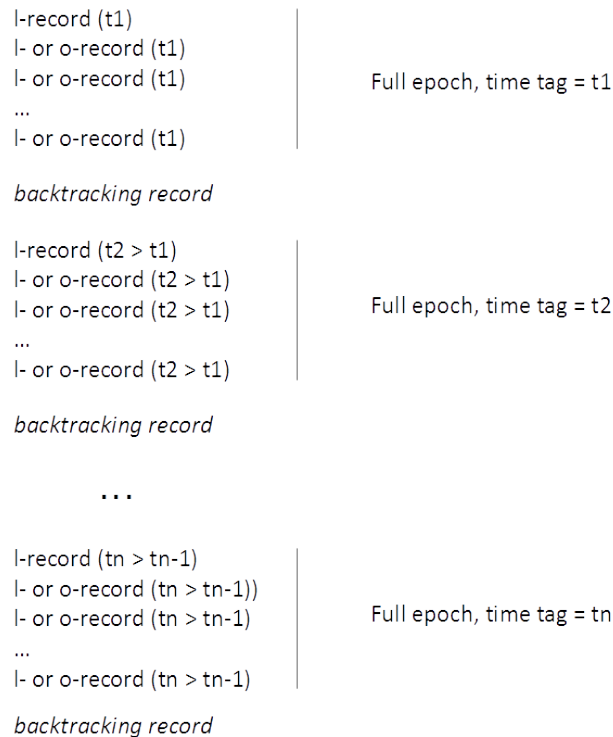 l-record (t1)
l- or o-record (t1)
l- or o-record (t1)
Full epoch, time tag = t1
...
l- or o-record (t1)
backtracking record
l-record (t2 > t1)
l- or o-record (t2 > t1)
l- or o-record (t2 > t1)
Full epoch, time tag = t2
...
l- or o-record (t2 > t1)
backtracking record
...
l-record (tn > tn-1)
l- or o-record (tn > tn-1))
l- or o-record (tn > tn-1)
Full epoch, time tag = tn
...
l- or o-record (tn > tn-1)
backtracking record